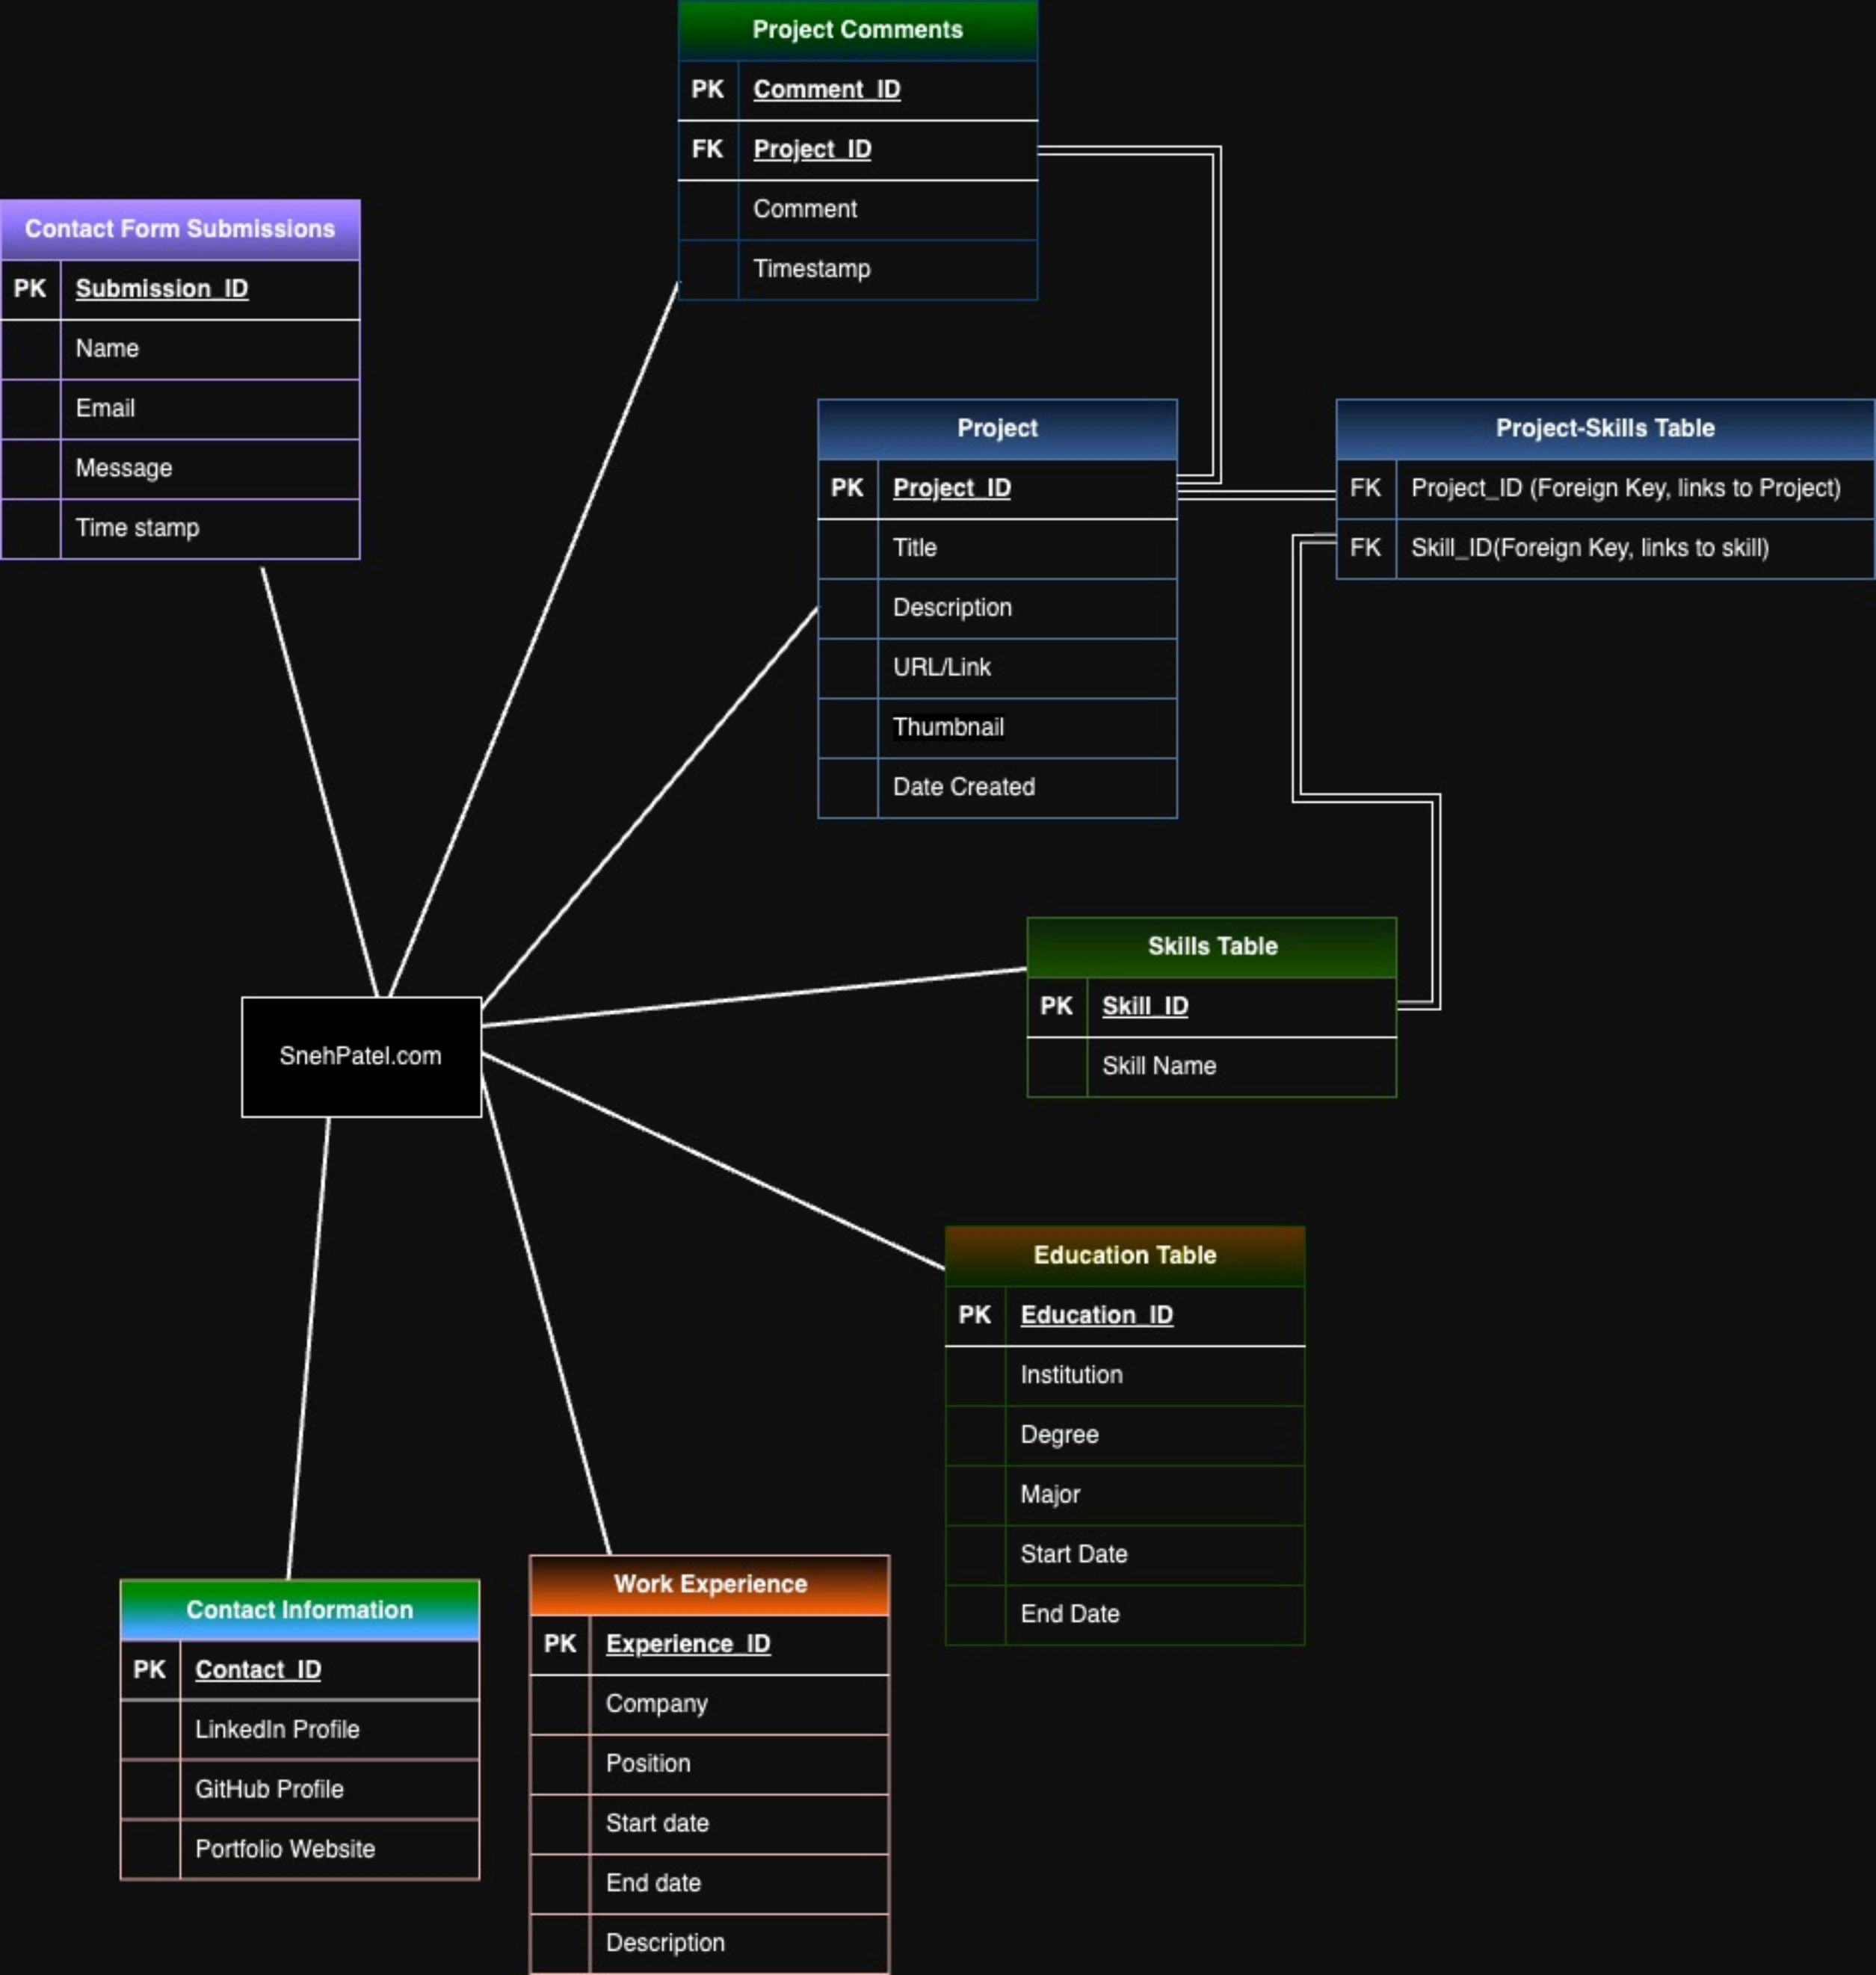 Project Comments
PK Comment_ID
FK Project_ID
Comment
Timestamp
Contact Form Submissions
PK Submission_ID
Name
Email
Message
Time stamp
Project
PK Project_ID
Title
Description
URL/Link
Thumbnail
Date Created
Project-Skills Table
FK Project_ID (Foreign Key, links to Project)
FK Skill_ID(Foreign Key, links to skill)
Skills Table
PK Skill_ID
Skill Name
SnehPatel.com
Education Table
PK Education_ID
Institution
Degree
Major
Start Date
End Date
Contact Information
PK Contact_ID
LinkedIn Profile
GitHub Profile
Portfolio Website
Work Experience
PK Experience_ID
Company
Position
Start date
End date
Description